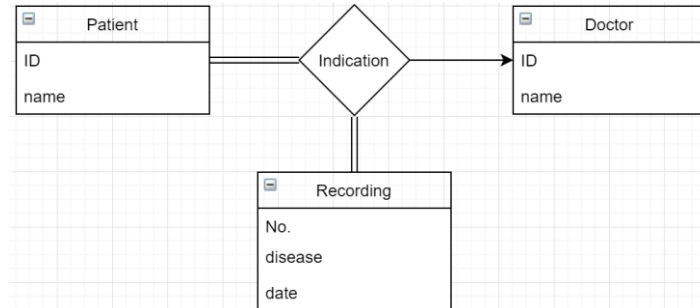 Patient
ID
name
Indication
Doctor
ID
name
Recording
No.
disease
date